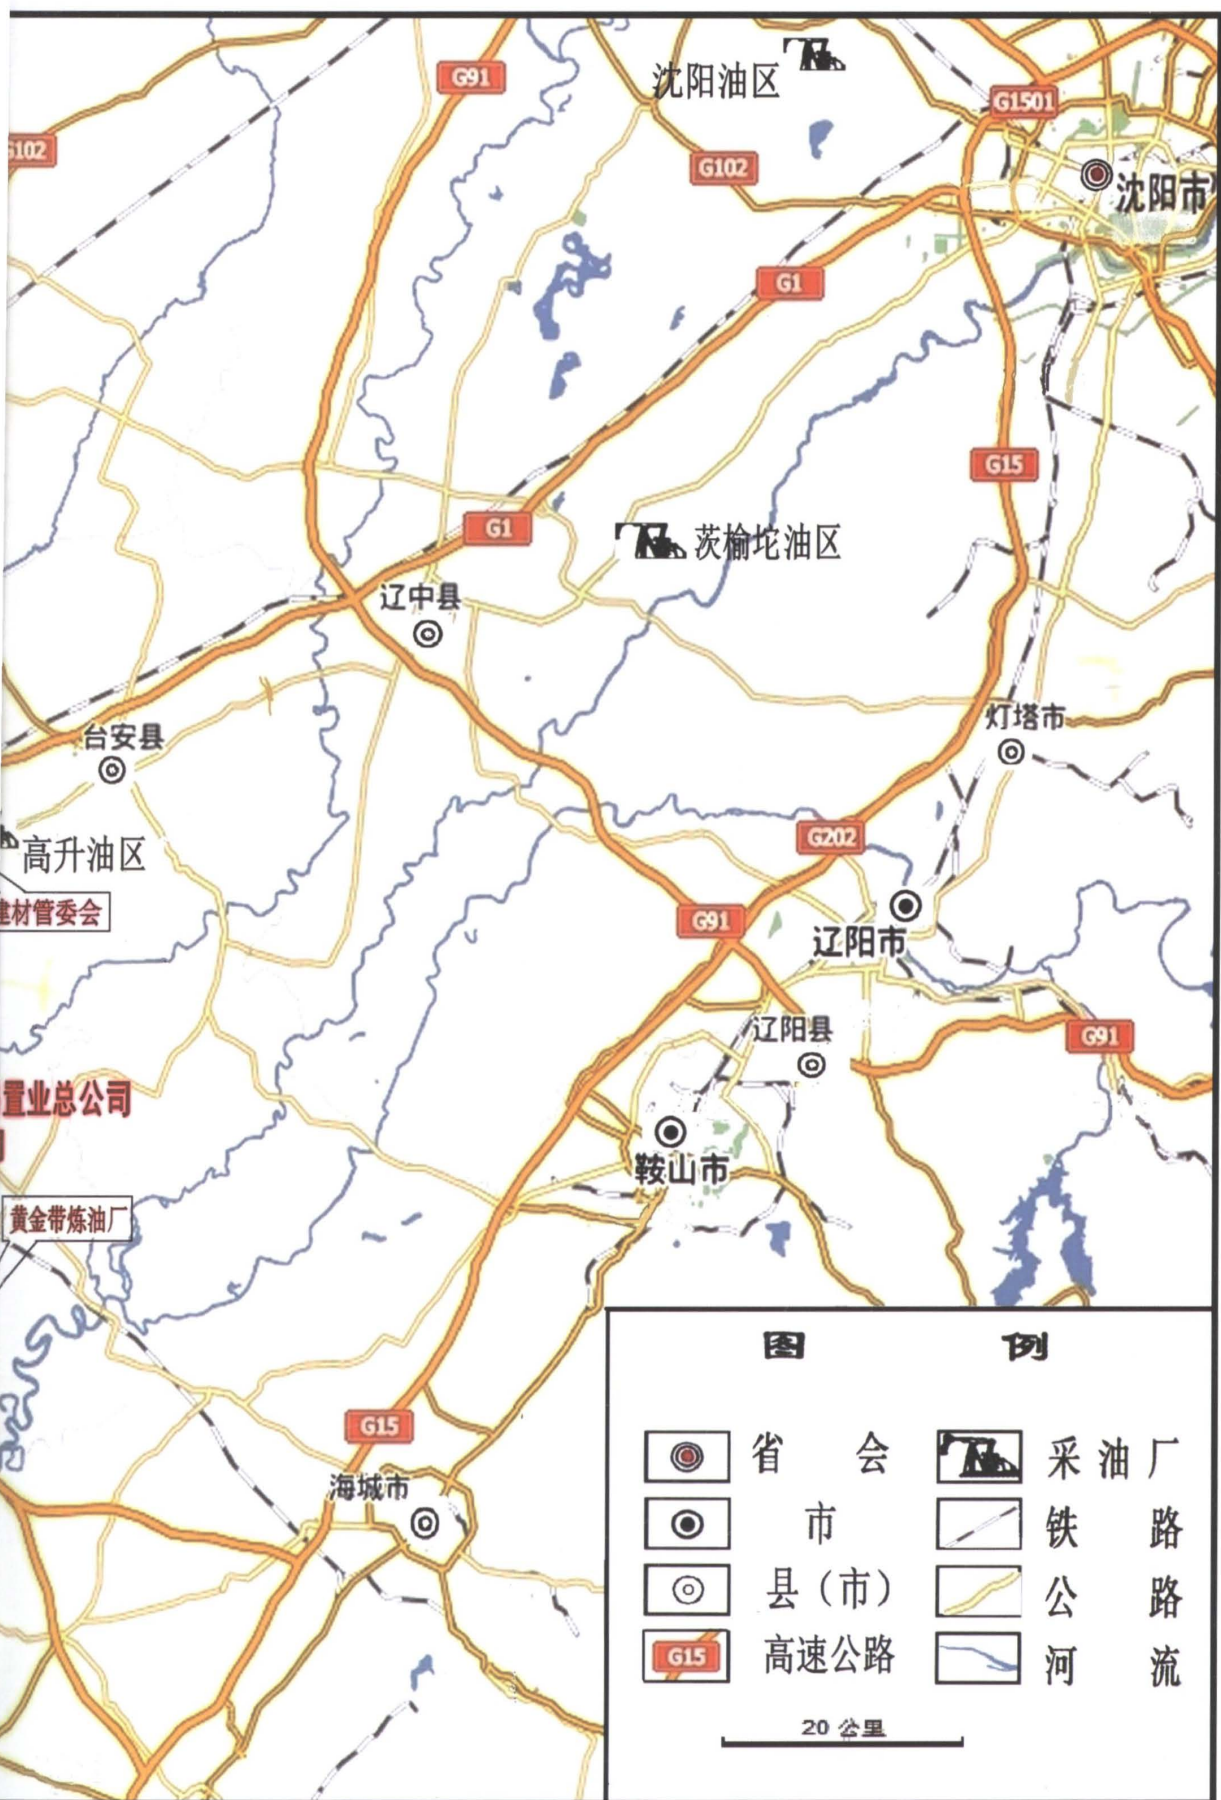 G91
沈阳油区
G1501
G102
G102
沈阳市
G1
G15
G1
茨榆坨油区
辽中县
灯塔市
台安县
G202
高升油区
建材管委会
G91
辽阳市
辽阳县
G91
置业总公司
鞍山市
黄金带炼油厂
图 例
G15
省 会
采油厂
海城市
市
铁 路
县（市）
公 路
G15
高速公路
河 流
20 公里